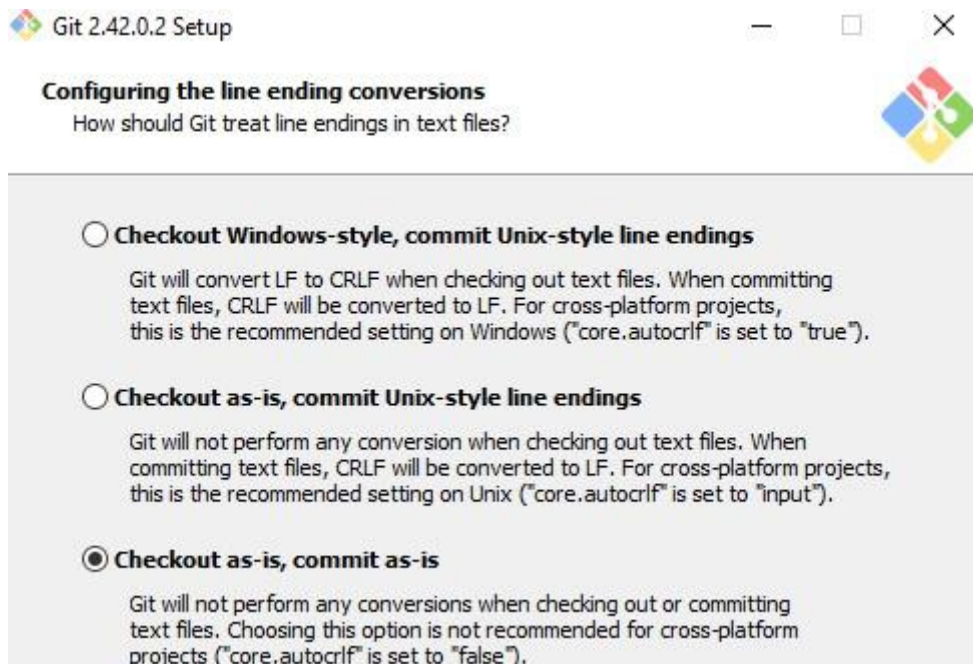 Git 2.42.0.2 Setup
Configuring the line ending conversions
How should Git treat line endings in text files?
Checkout Windows-style, commit Unix-style line endings
Git will convert LF to CRLF when checking out text files. When committing
text files, CRLF will be converted to LF. For cross-platform projects,
this is the recommended setting on Windows ("core.autocrlf" is set to "true").
Checkout as-is, commit Unix-style line endings
Git will not perform any conversion when checking out text files. When
committing text files, CRLF will be converted to LF. For cross-platform projects,
this is the recommended setting on Unix ("core.autocrlf" is set to "input").
Checkout as-is, commit as-is
Git will not perform any conversions when checking out or committing
text files. Choosing this option is not recommended for cross-platform
projects ("core.autocrlf" is set to "false").